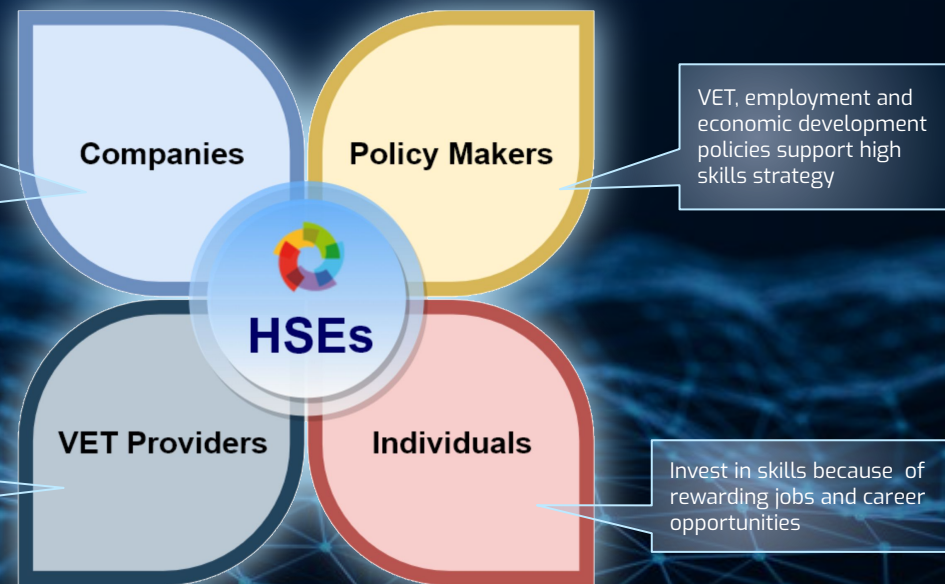 Companies
Policy Makers
VET, employment and
economic development
policies support high
skills strategy
HSEs
VET Providers
Individuals
Invest in skills because of
rewarding jobs and career
opportunities